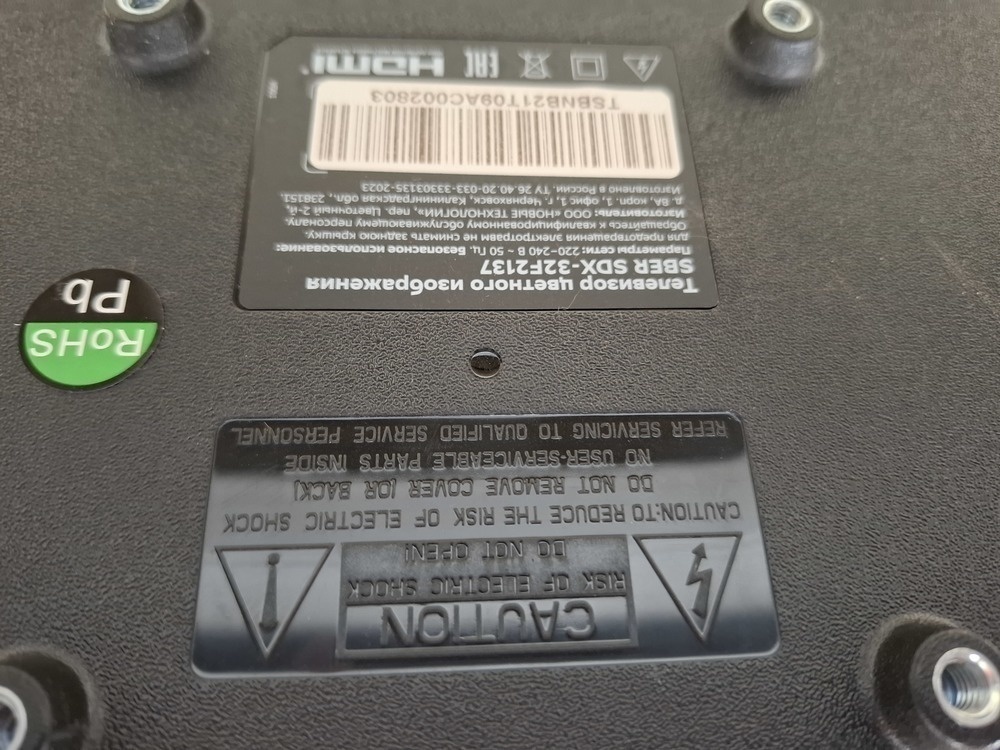 Телевизор цветного изображения
SBER SDX-32F2137
Параметры сети: 220–240 В ~ 50 Гц. Безопасное использование:
для предотвращения электротравм не снимать заднюю крышку.
Обращайтесь к квалифицированному обслуживающему персоналу.
Изготовитель: ООО «НОВЫЕ ТЕХНОЛОГИИ», пер. Цветочный 2-й,
д. 8А, корп. 1, офис 1, г. Черняховск, Калининградская обл., 238151.
Изготовлено в России. ТУ 26.40.20-033-33303135-2023
TSBNB21T09AC002803
EAC
HDMI
RoHS
Pb
CAUTION
RISK OF ELECTRIC SHOCK
DO NOT OPEN!
CAUTION:TO REDUCE THE RISK OF ELECTRIC SHOCK
DO NOT REMOVE COVER (OR BACK)
NO USER-SERVICEABLE PARTS INSIDE
REFER SERVICING TO QUALIFIED SERVICE PERSONNEL